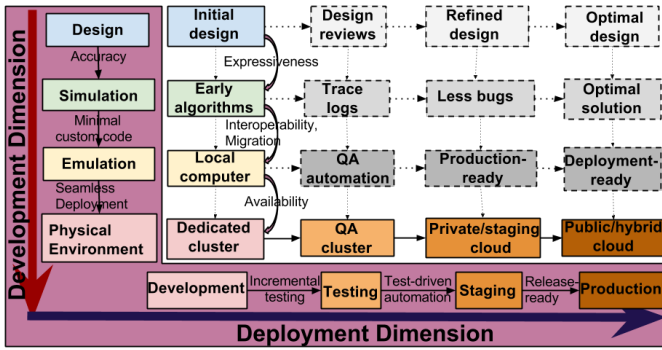 Development Dimension
Design
Accuracy
Simulation
Minimal
custom code
Emulation
Seamless
Deployment
Physical
Environment
Initial
design
Design
reviews
Refined
design
Optimal
design
Expressiveness
Early
algorithms
Trace
logs
Less bugs
Optimal
solution
Interoperability,
Migration
Local
computer
QA
automation
Production-
ready
Deployment-
ready
Availability
Dedicated
cluster
QA
cluster
Private/staging
cloud
Public/hybrid
cloud
Development
Incremental
testing
Testing
Test-driven
automation
Staging
Release-
ready
Production
Deployment Dimension